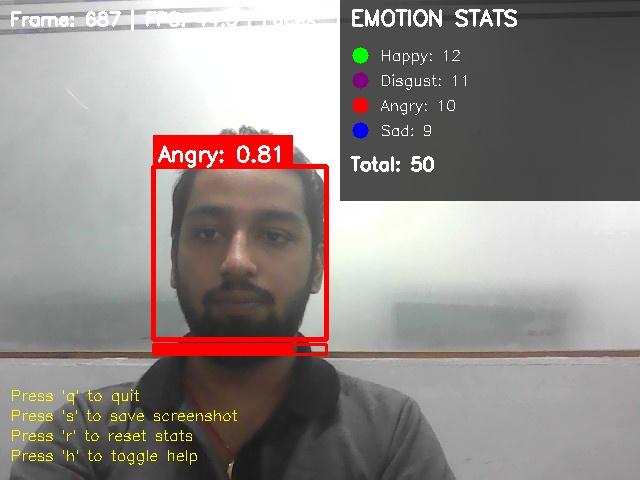 Frame: 687 | FPS:
EMOTION STATS
Happy: 12
Disgust: 11
Angry: 10
Sad: 9
Total: 50
Angry: 0.81
Press 'q' to quit
Press 's' to save screenshot
Press 'r' to reset stats
Press 'h' to toggle help